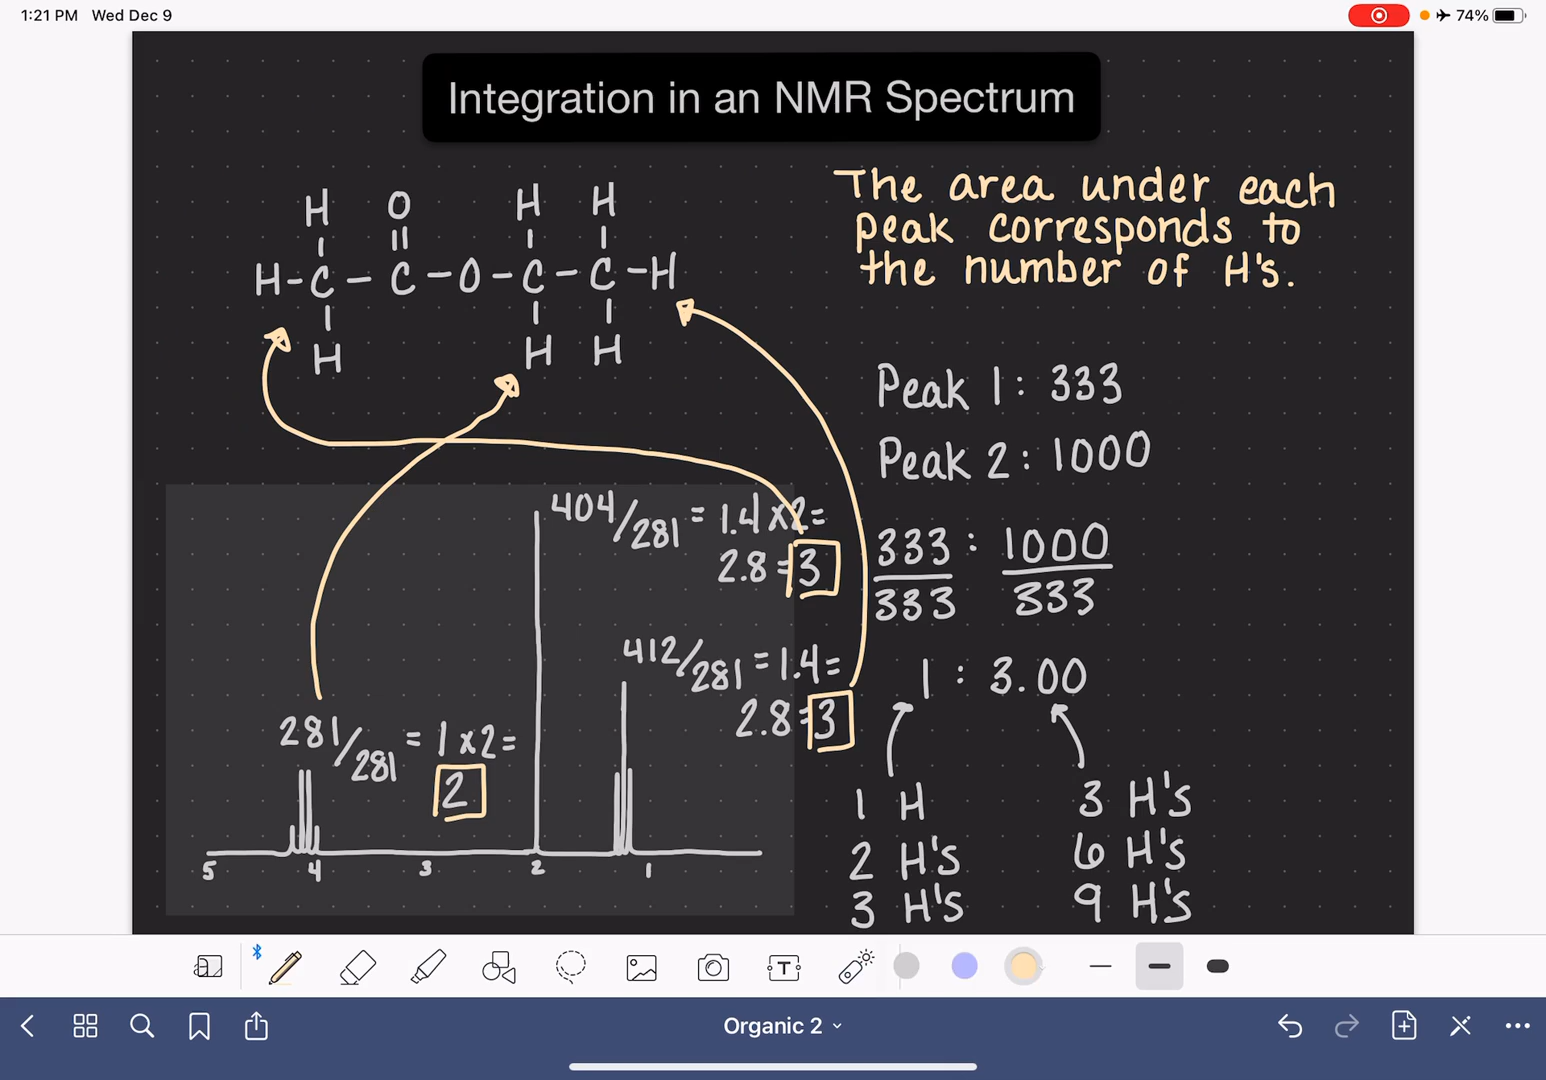 1:21 PM Wed Dec 9
74%
Integration in an NMR Spectrum
The area under each
peak corresponds to
the number of H's.
H O H H
H-C-C-O-C-C-H
H H H
Peak 1: 333
Peak 2: 1000
333/333 : 1000/333
1 : 3.00
1 H 3 H's
2 H's 6 H's
3 H's 9 H's
404/281 = 1.4 x2=
2.8=3
412/281 = 1.4=
2.8=3
281/281 = 1 x2=
2
5 4 3 2 1
T
Organic 2